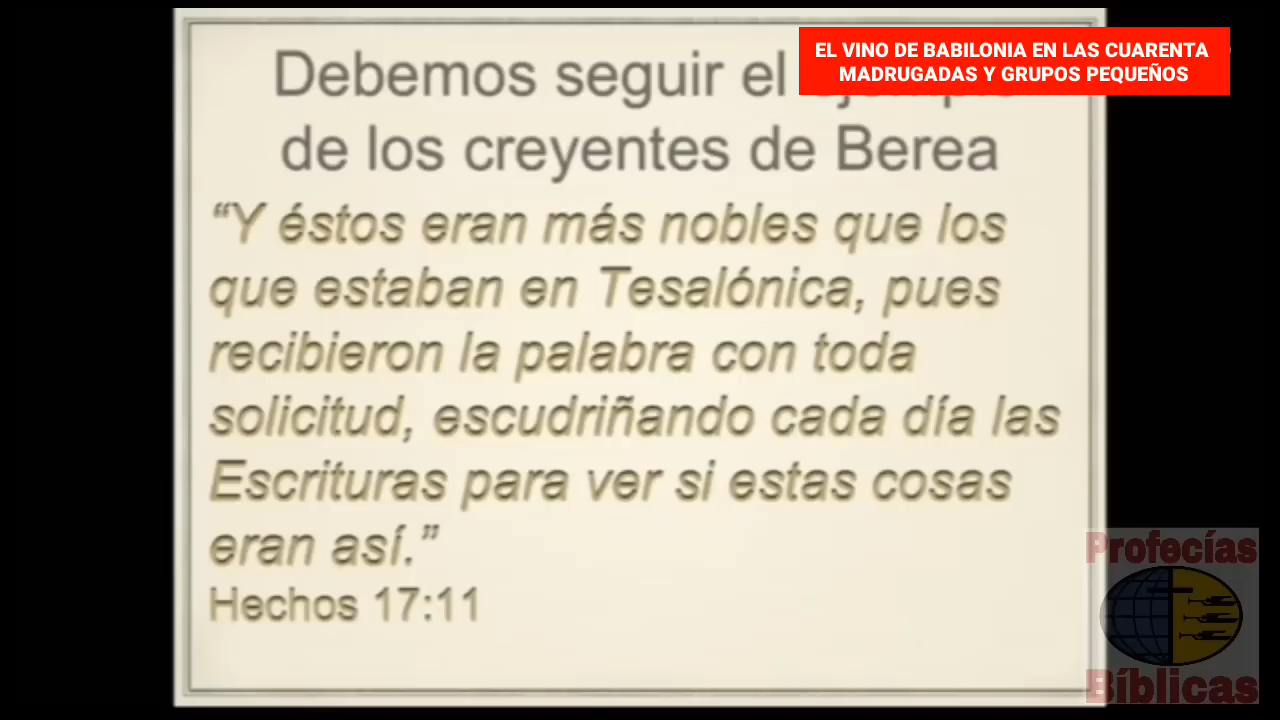 EL VINO DE BABILONIA EN LAS CUARENTA
MADRUGADAS Y GRUPOS PEQUEÑOS
Debemos seguir el
de los creyentes de Berea
“Y éstos eran más nobles que los
que estaban en Tesalónica, pues
recibieron la palabra con toda
solicitud, escudriñando cada día las
Escrituras para ver si estas cosas
eran así.”
Hechos 17:11
Profecías
Bíblicas